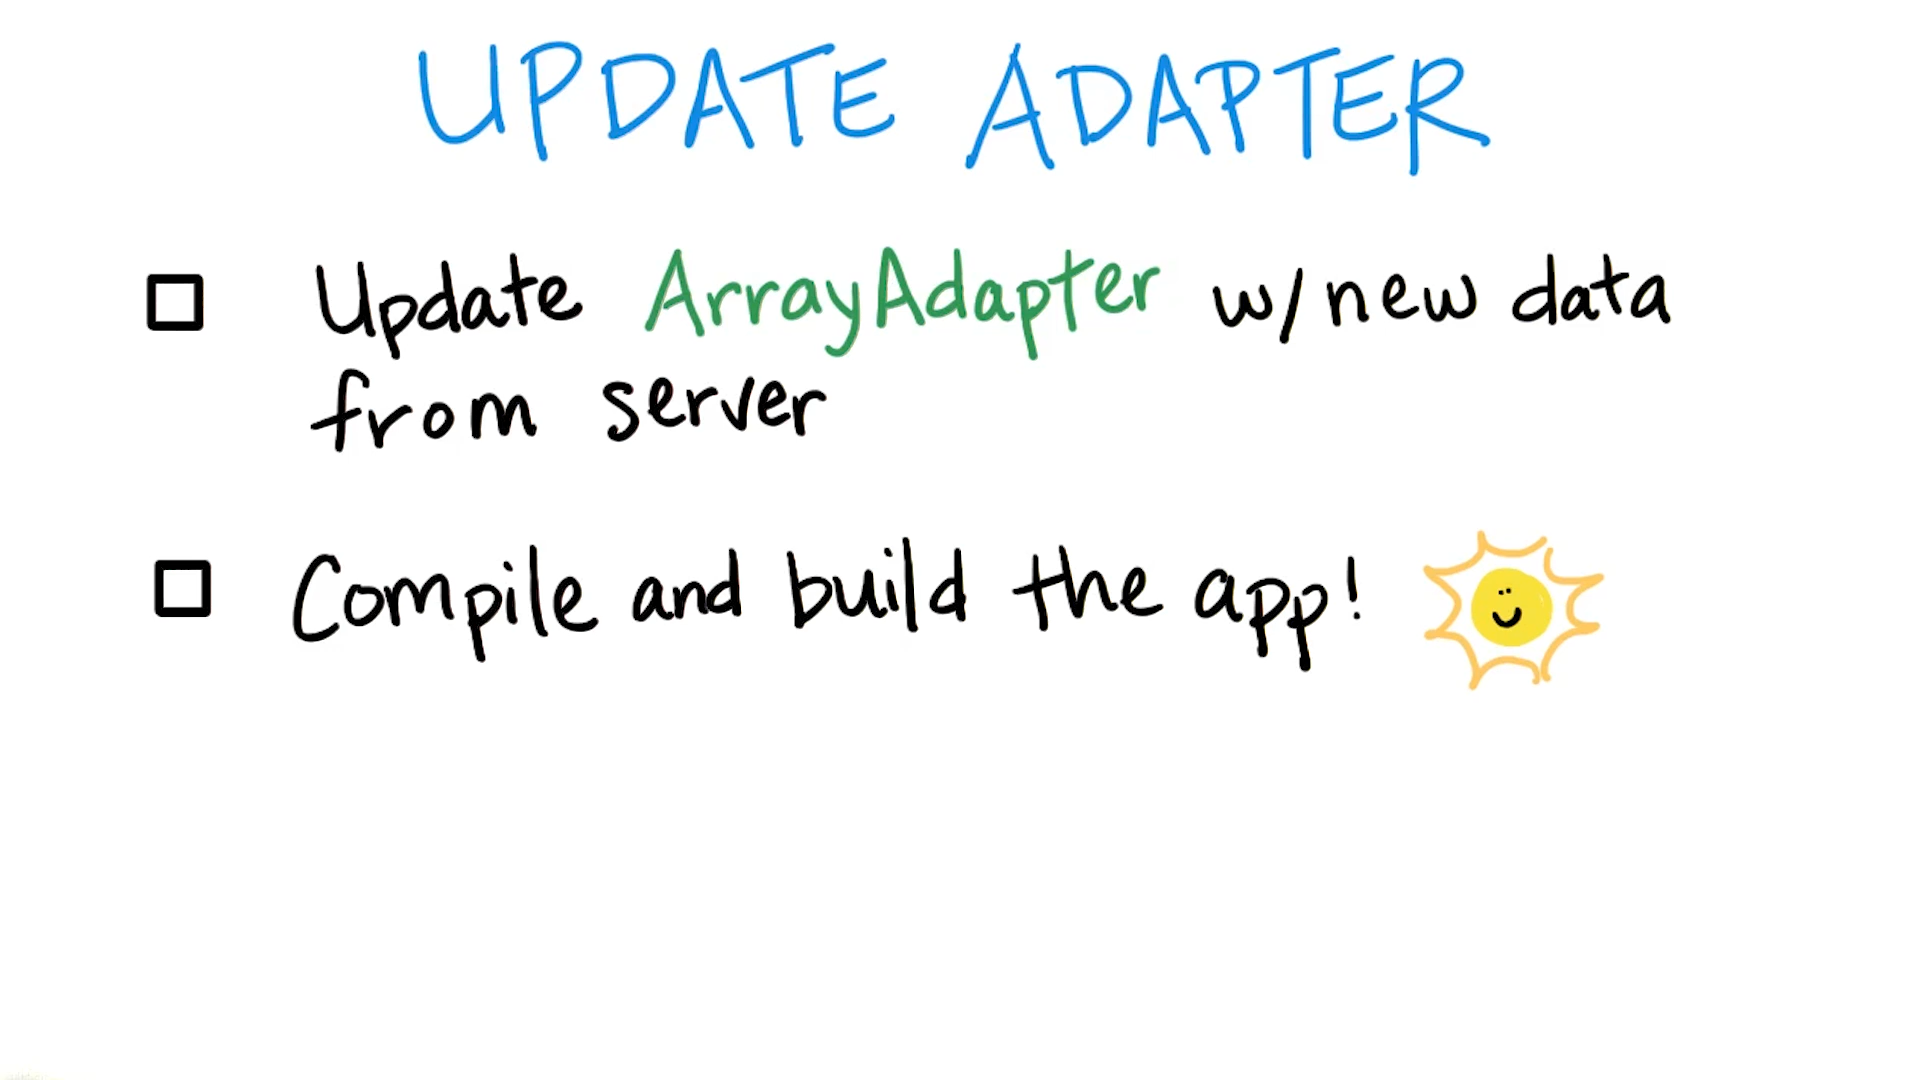 UPDATE ADAPTER
Update ArrayAdapter w/ new data
from server
Compile and build the app!